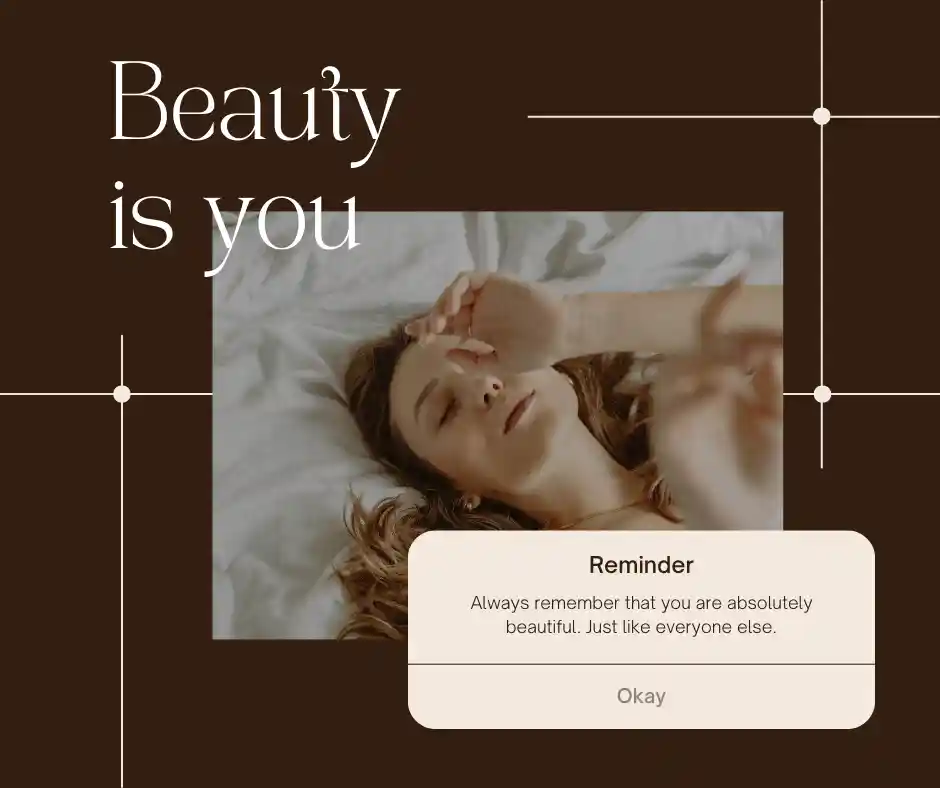 Beauty
is you
Reminder
Always remember that you are absolutely
beautiful. Just like everyone else.
Okay